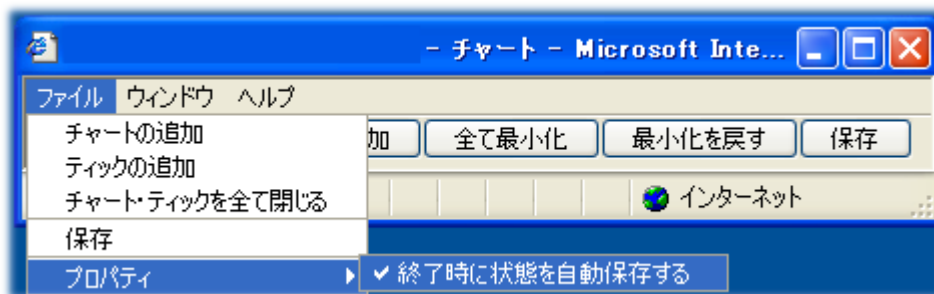 - チャート - Microsoft Inte...
ファイル ウィンドウ ヘルプ
チャートの追加
加 全て最小化 最小化を戻す 保存
ティックの追加
チャート・ティックを全て閉じる
インターネット
保存
プロパティ ✔終了時に状態を自動保存する